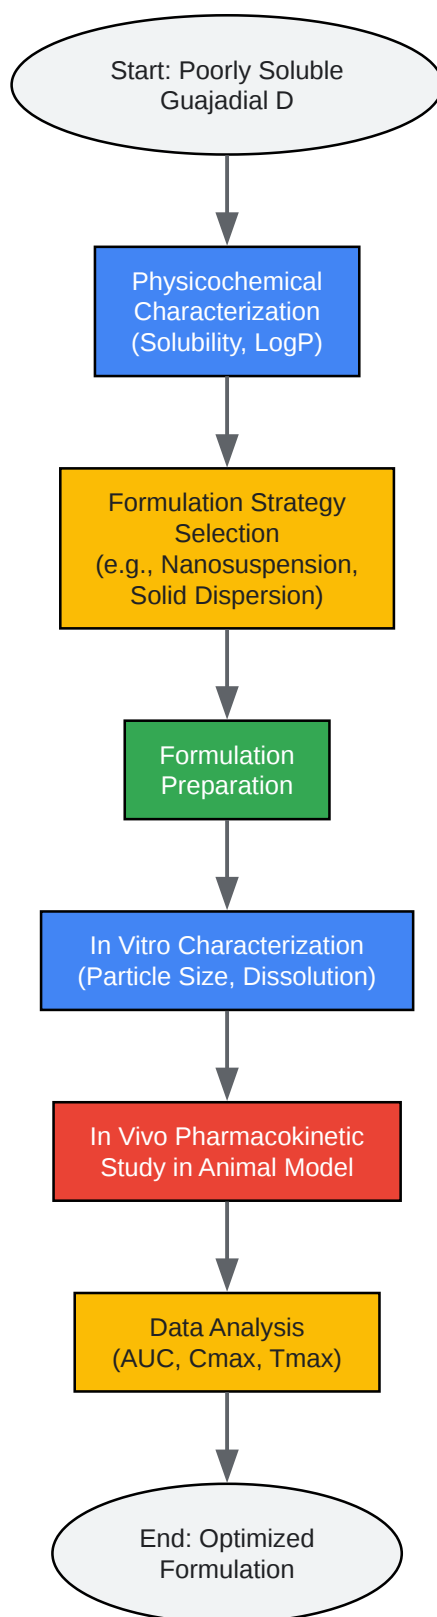 Start: Poorly Soluble
Guajadial D
Physicochemical
Characterization
(Solubility, LogP)
Formulation Strategy
Selection
(e.g., Nanosuspension,
Solid Dispersion)
Formulation
Preparation
In Vitro Characterization
(Particle Size, Dissolution)
In Vivo Pharmacokinetic
Study in Animal Model
Data Analysis
(AUC, Cmax, Tmax)
End: Optimized
Formulation